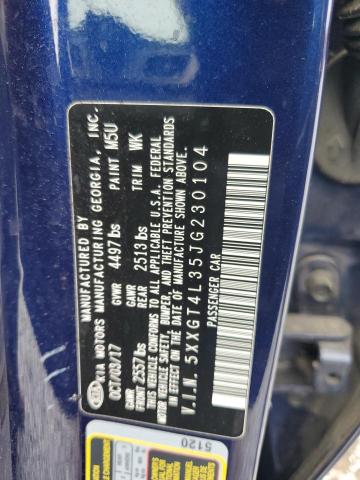 MANUFACTURED BY
KIA MOTORS MANUFACTURING GEORGIA, INC.
OCT/03/17 GVWR 4497 lbs PAINT M5U
GAWR FRONT 2557 lbs GAWR REAR 2513 lbs TRIM WK
THIS VEHICLE CONFORMS TO ALL APPLICABLE U.S.A. FEDERAL
MOTOR VEHICLE SAFETY, BUMPER, AND THEFT PREVENTION STANDARDS
IN EFFECT ON THE DATE OF MANUFACTURE SHOWN ABOVE.
V.I.N. 5XXGT4L35JG230104
PASSENGER CAR
5120